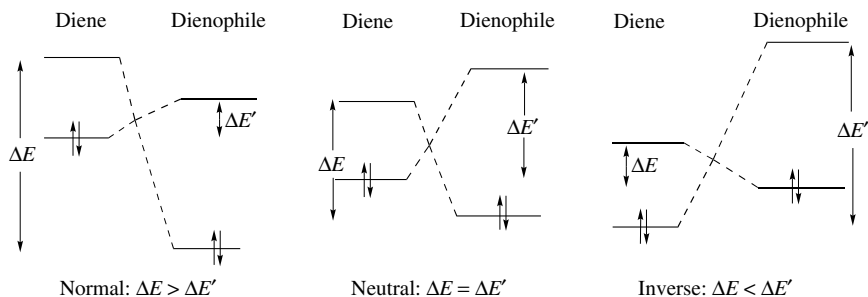 Diene Dienophile
ΔE
ΔE′
Normal: ΔE > ΔE′
Diene Dienophile
ΔE
ΔE′
Neutral: ΔE = ΔE′
Diene Dienophile
ΔE
ΔE′
Inverse: ΔE < ΔE′